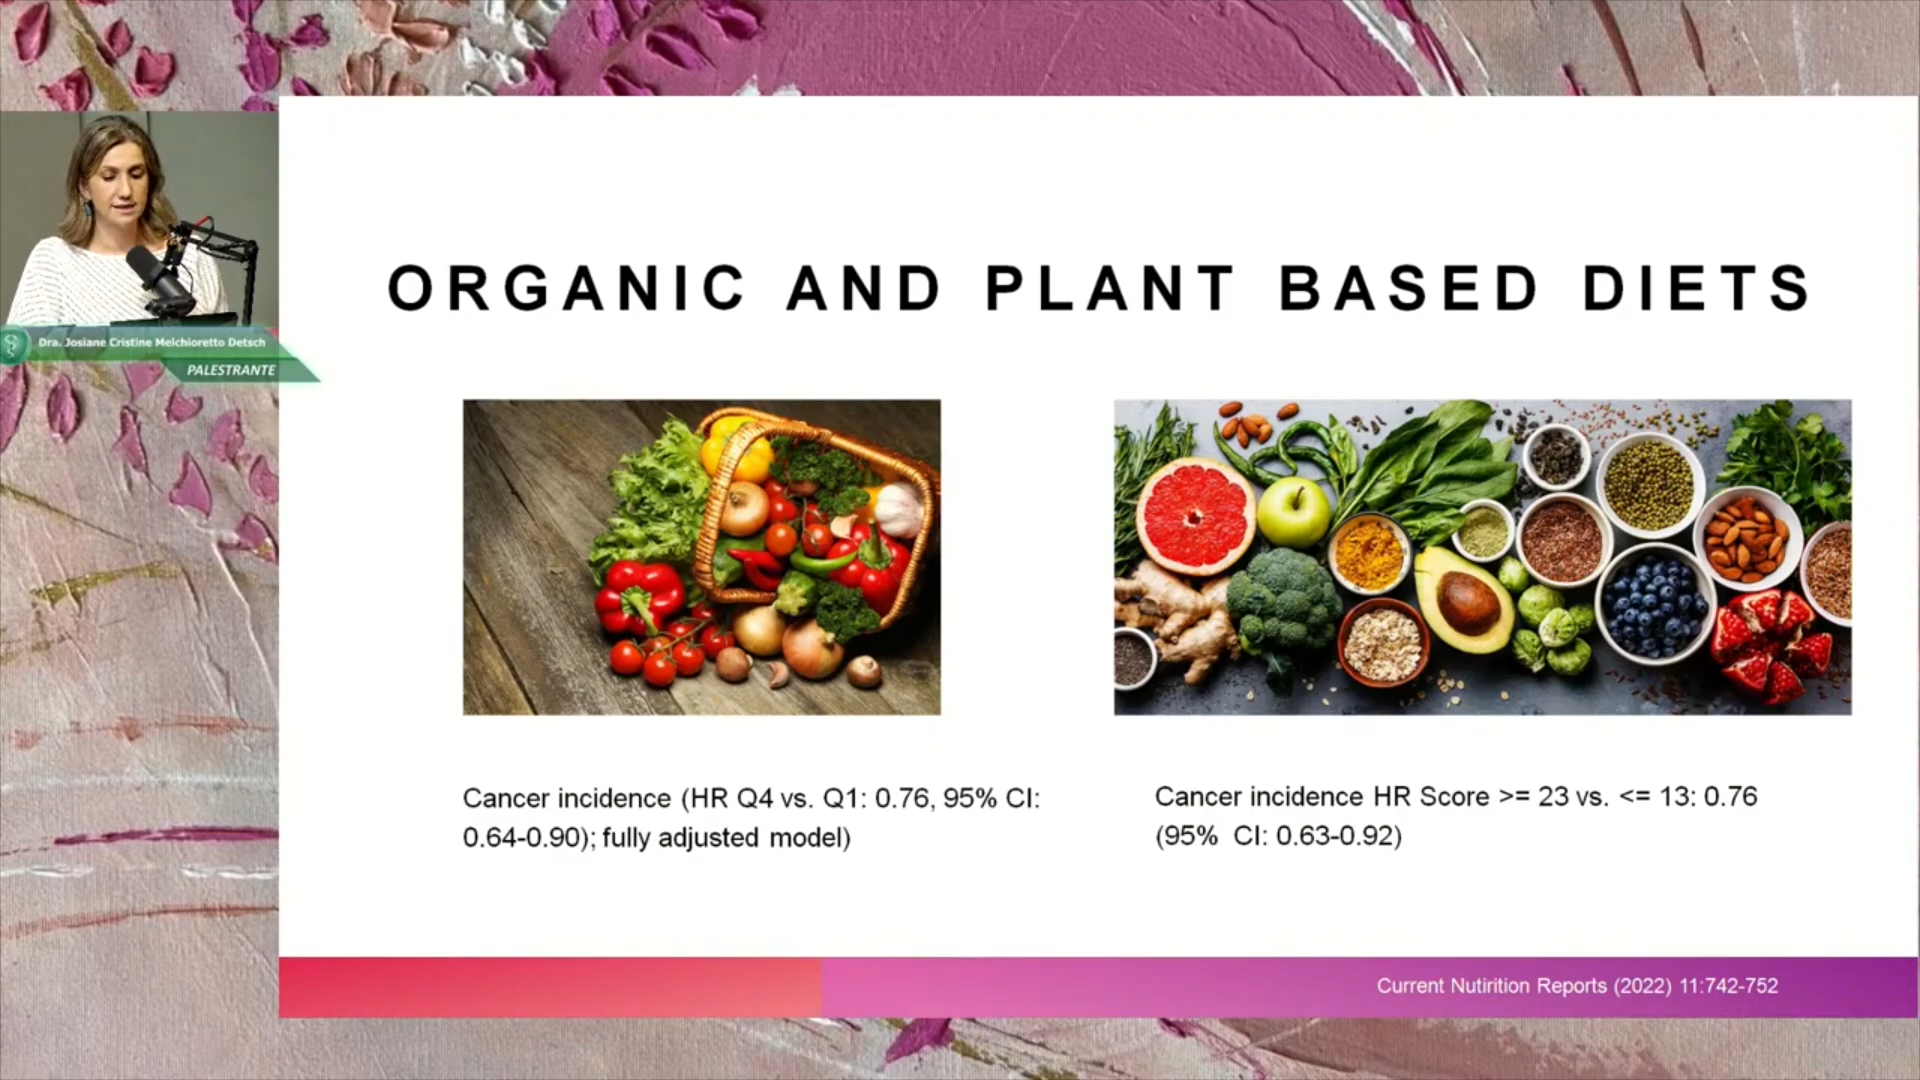 ORGANIC AND PLANT BASED DIETS
Dra. Josiane Cristine Melchioretto Detsch
PALESTRANTE
Cancer incidence (HR Q4 vs. Q1: 0.76, 95% CI:
0.64-0.90); fully adjusted model)
Cancer incidence HR Score >= 23 vs. <= 13: 0.76
(95% CI: 0.63-0.92)
Current Nutirition Reports (2022) 11:742-752